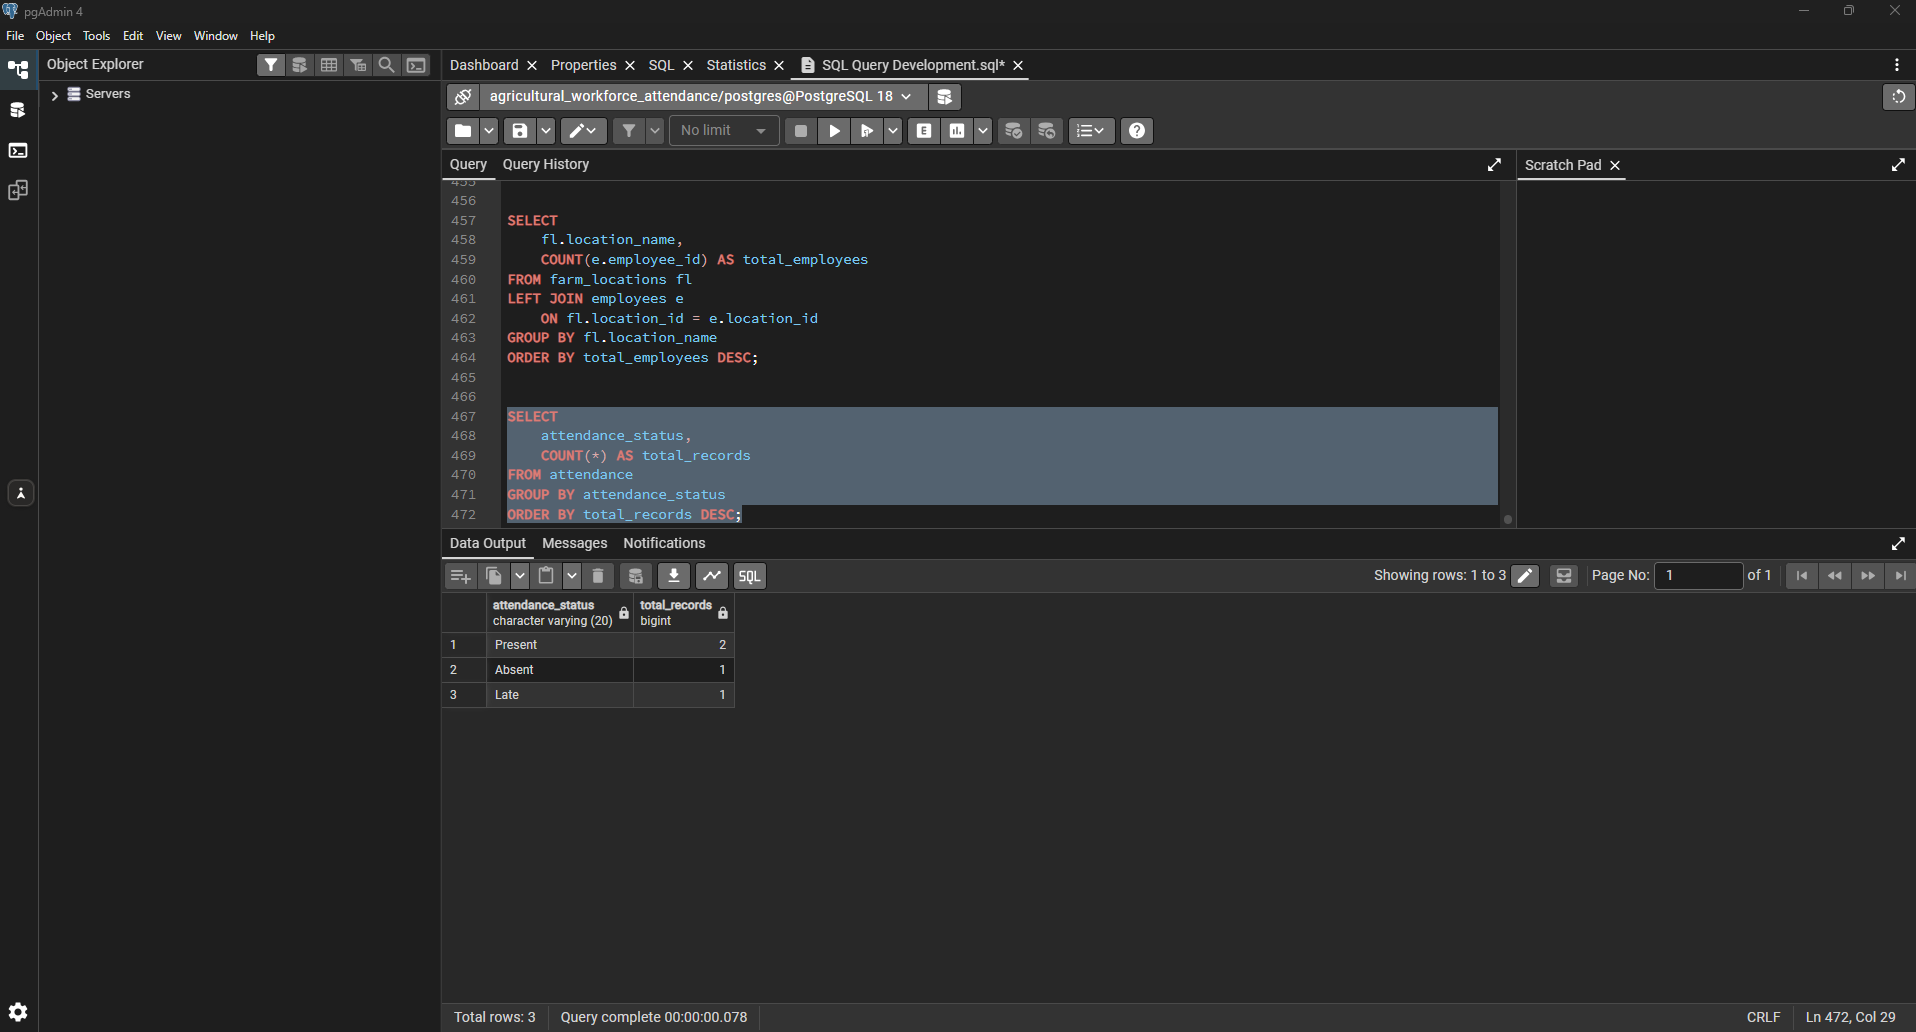 pgAdmin 4
File Object Tools Edit View Window Help
Object Explorer
Servers
Dashboard Properties SQL Statistics SQL Query Development.sql*
agricultural_workforce_attendance/postgres@PostgreSQL 18
No limit
E
Query Query History
Scratch Pad
455
456
457 SELECT
458 fl.location_name,
459 COUNT(e.employee_id) AS total_employees
460 FROM farm_locations fl
461 LEFT JOIN employees e
462 ON fl.location_id = e.location_id
463 GROUP BY fl.location_name
464 ORDER BY total_employees DESC;
465
466
467 SELECT
468 attendance_status,
469 COUNT(*) AS total_records
470 FROM attendance
471 GROUP BY attendance_status
472 ORDER BY total_records DESC;
Data Output Messages Notifications
SQL
Showing rows: 1 to 3
Page No: 1 of 1
attendance_status total_records
character varying (20) bigint
1 Present 2
2 Absent 1
3 Late 1
Total rows: 3 Query complete 00:00:00.078
CRLF Ln 472, Col 29